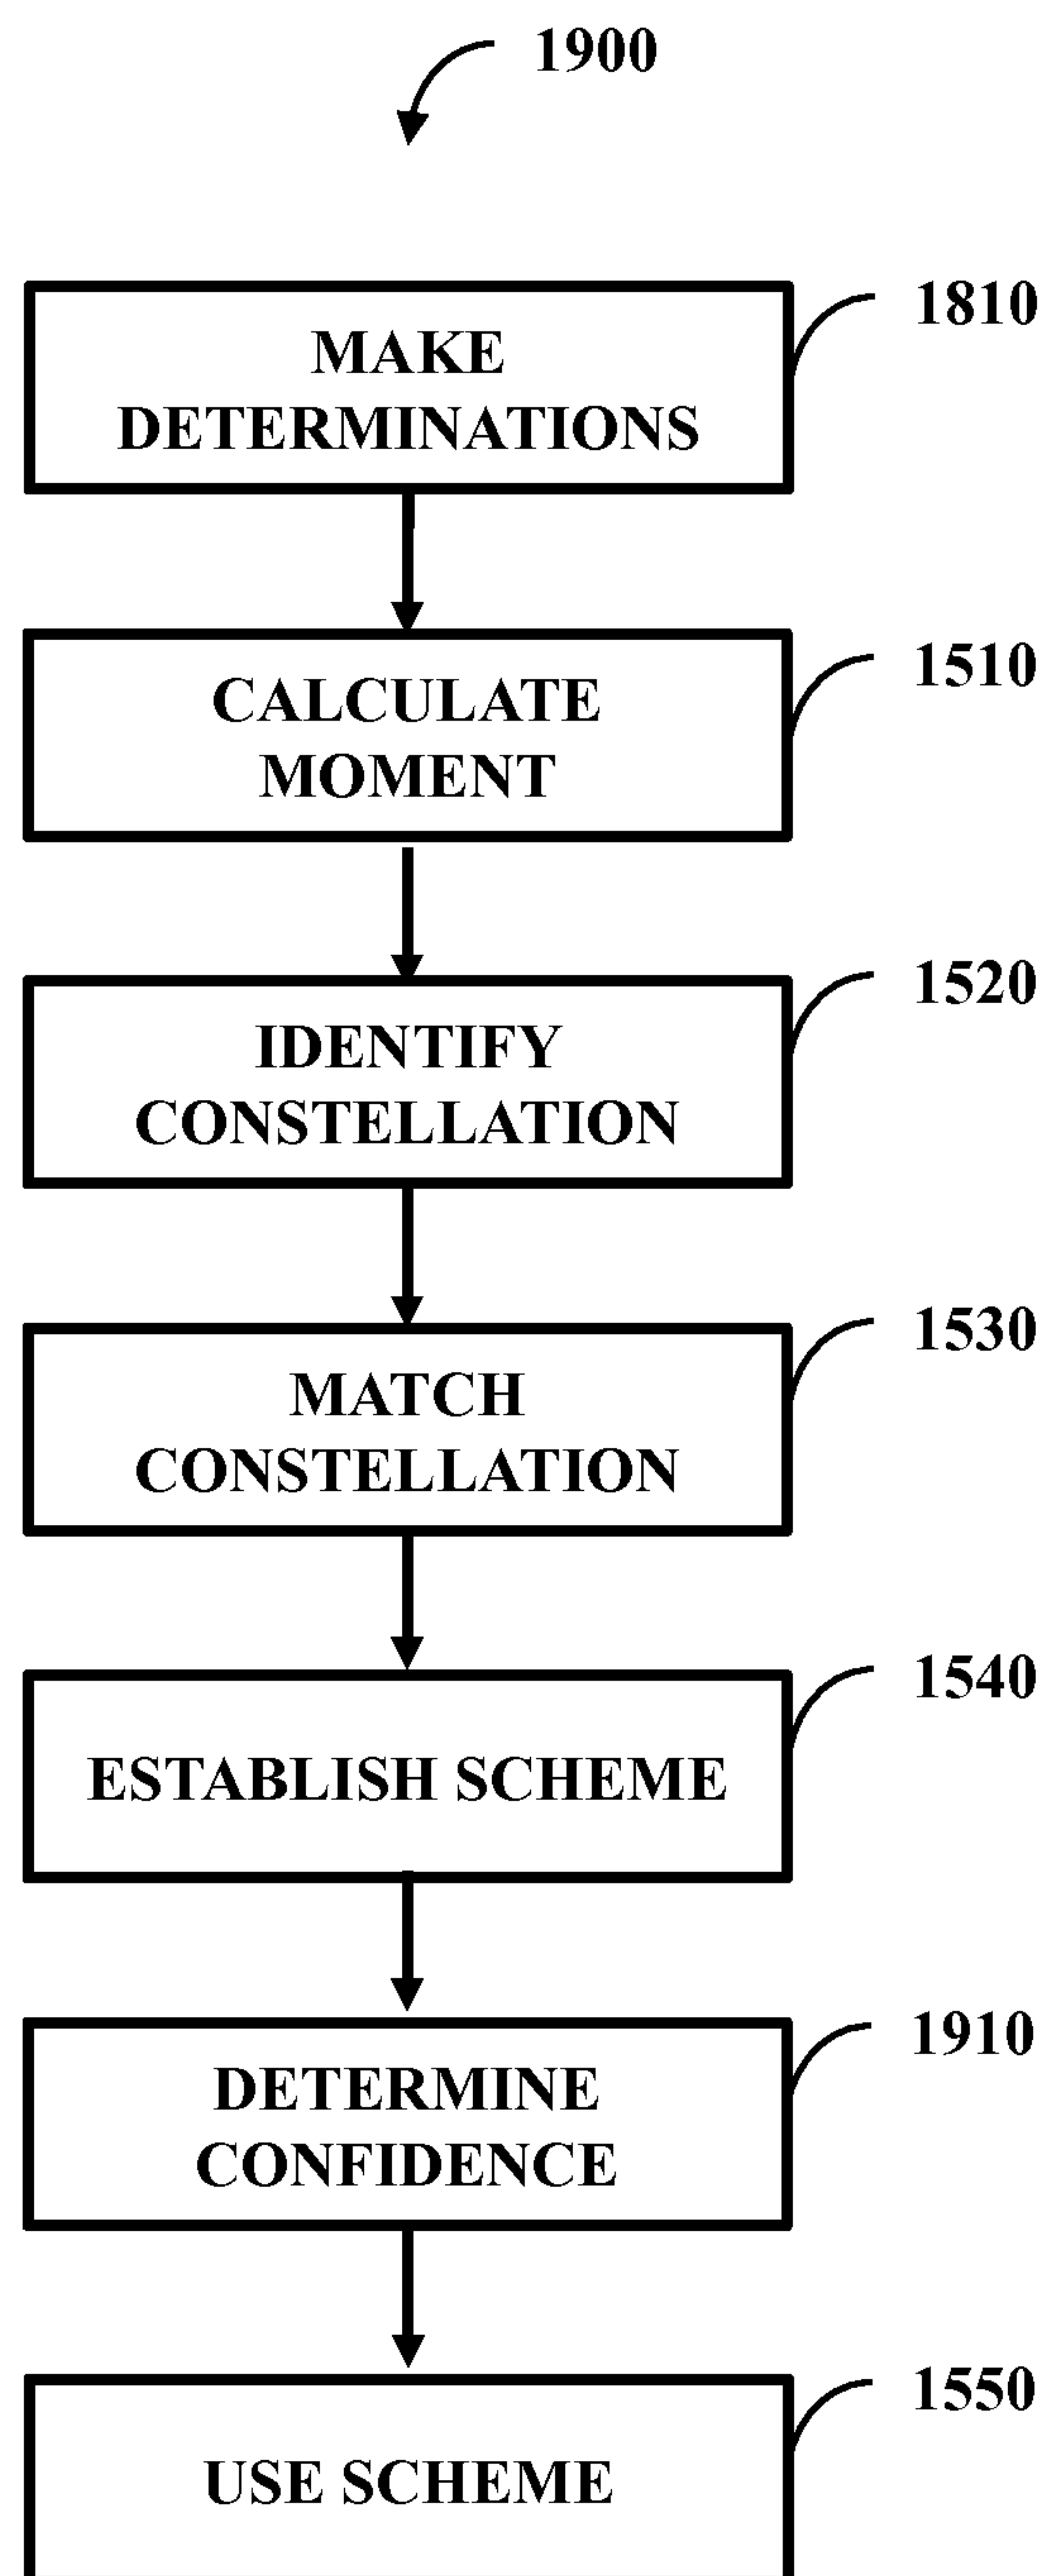 1900
1810
MAKE
DETERMINATIONS
1510
CALCULATE
MOMENT
1520
IDENTIFY
CONSTELLATION
1530
MATCH
CONSTELLATION
1540
ESTABLISH SCHEME
1910
DETERMINE
CONFIDENCE
1550
USE SCHEME